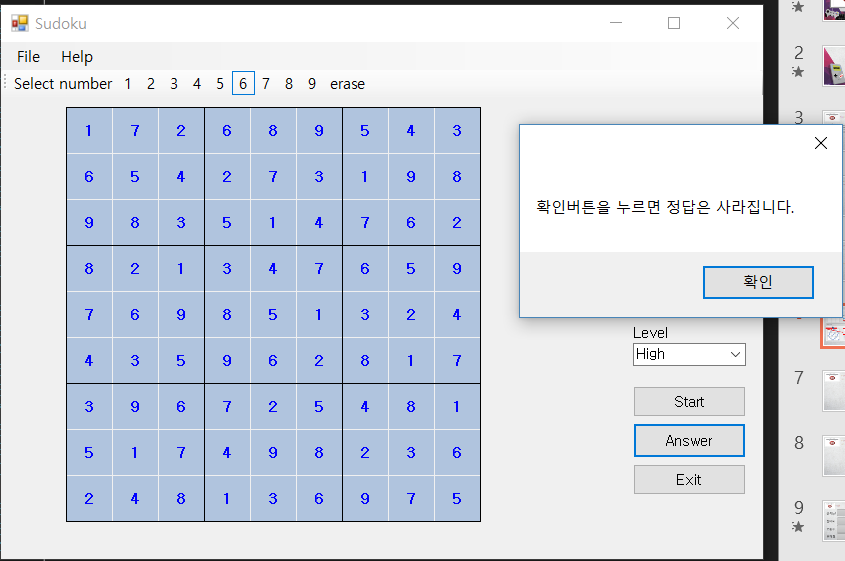 Sudoku
File Help
Select number 1 2 3 4 5 6 7 8 9 erase
1 7 2 6 8 9 5 4 3
6 5 4 2 7 3 1 9 8
9 8 3 5 1 4 7 6 2
8 2 1 3 4 7 6 5 9
7 6 9 8 5 1 3 2 4
4 3 5 9 6 2 8 1 7
3 9 6 7 2 5 4 8 1
5 1 7 4 9 8 2 3 6
2 4 8 1 3 6 9 7 5
확인버튼을 누르면 정답은 사라집니다.
확인
Level
High
Start
Answer
Exit
2
3
7
8
9